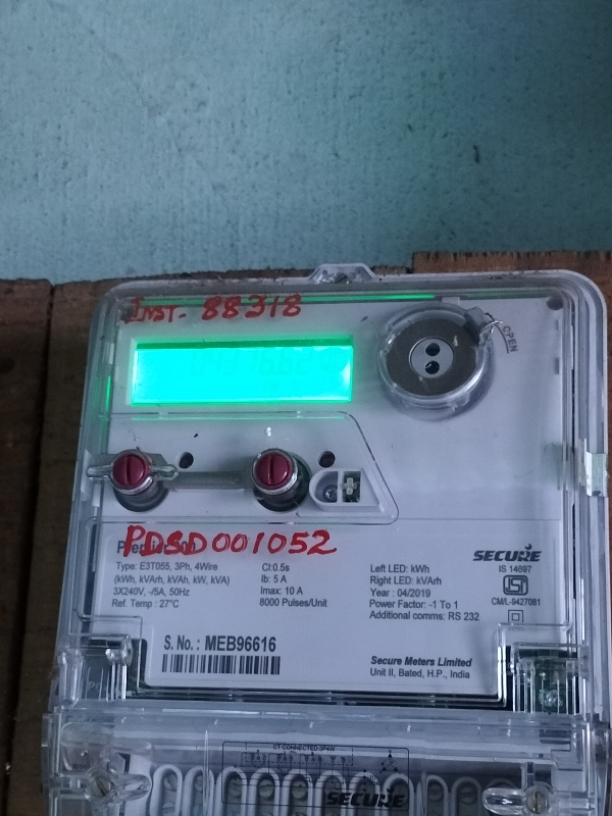 INST- 88318
OPEN
PDSD001052
SECURE
Type: E3T055, 3Ph, 4Wire
(kWh, kVArh, kVAh, kW, kVA)
3X240V, -/5A, 50Hz
Ref. Temp : 27°C
Cl:0.5s
Ib: 5 A
Imax: 10 A
8000 Pulses/Unit
Left LED: kWh
Right LED: kVArh
Year : 04/2019
Power Factor: -1 To 1
Additional comms: RS 232
IS 14697
CM/L-9427081
S. No.: MEB96616
Secure Meters Limited
Unit II, Bated, H.P., India
CT-CONNECTED-3P4W
SECURE